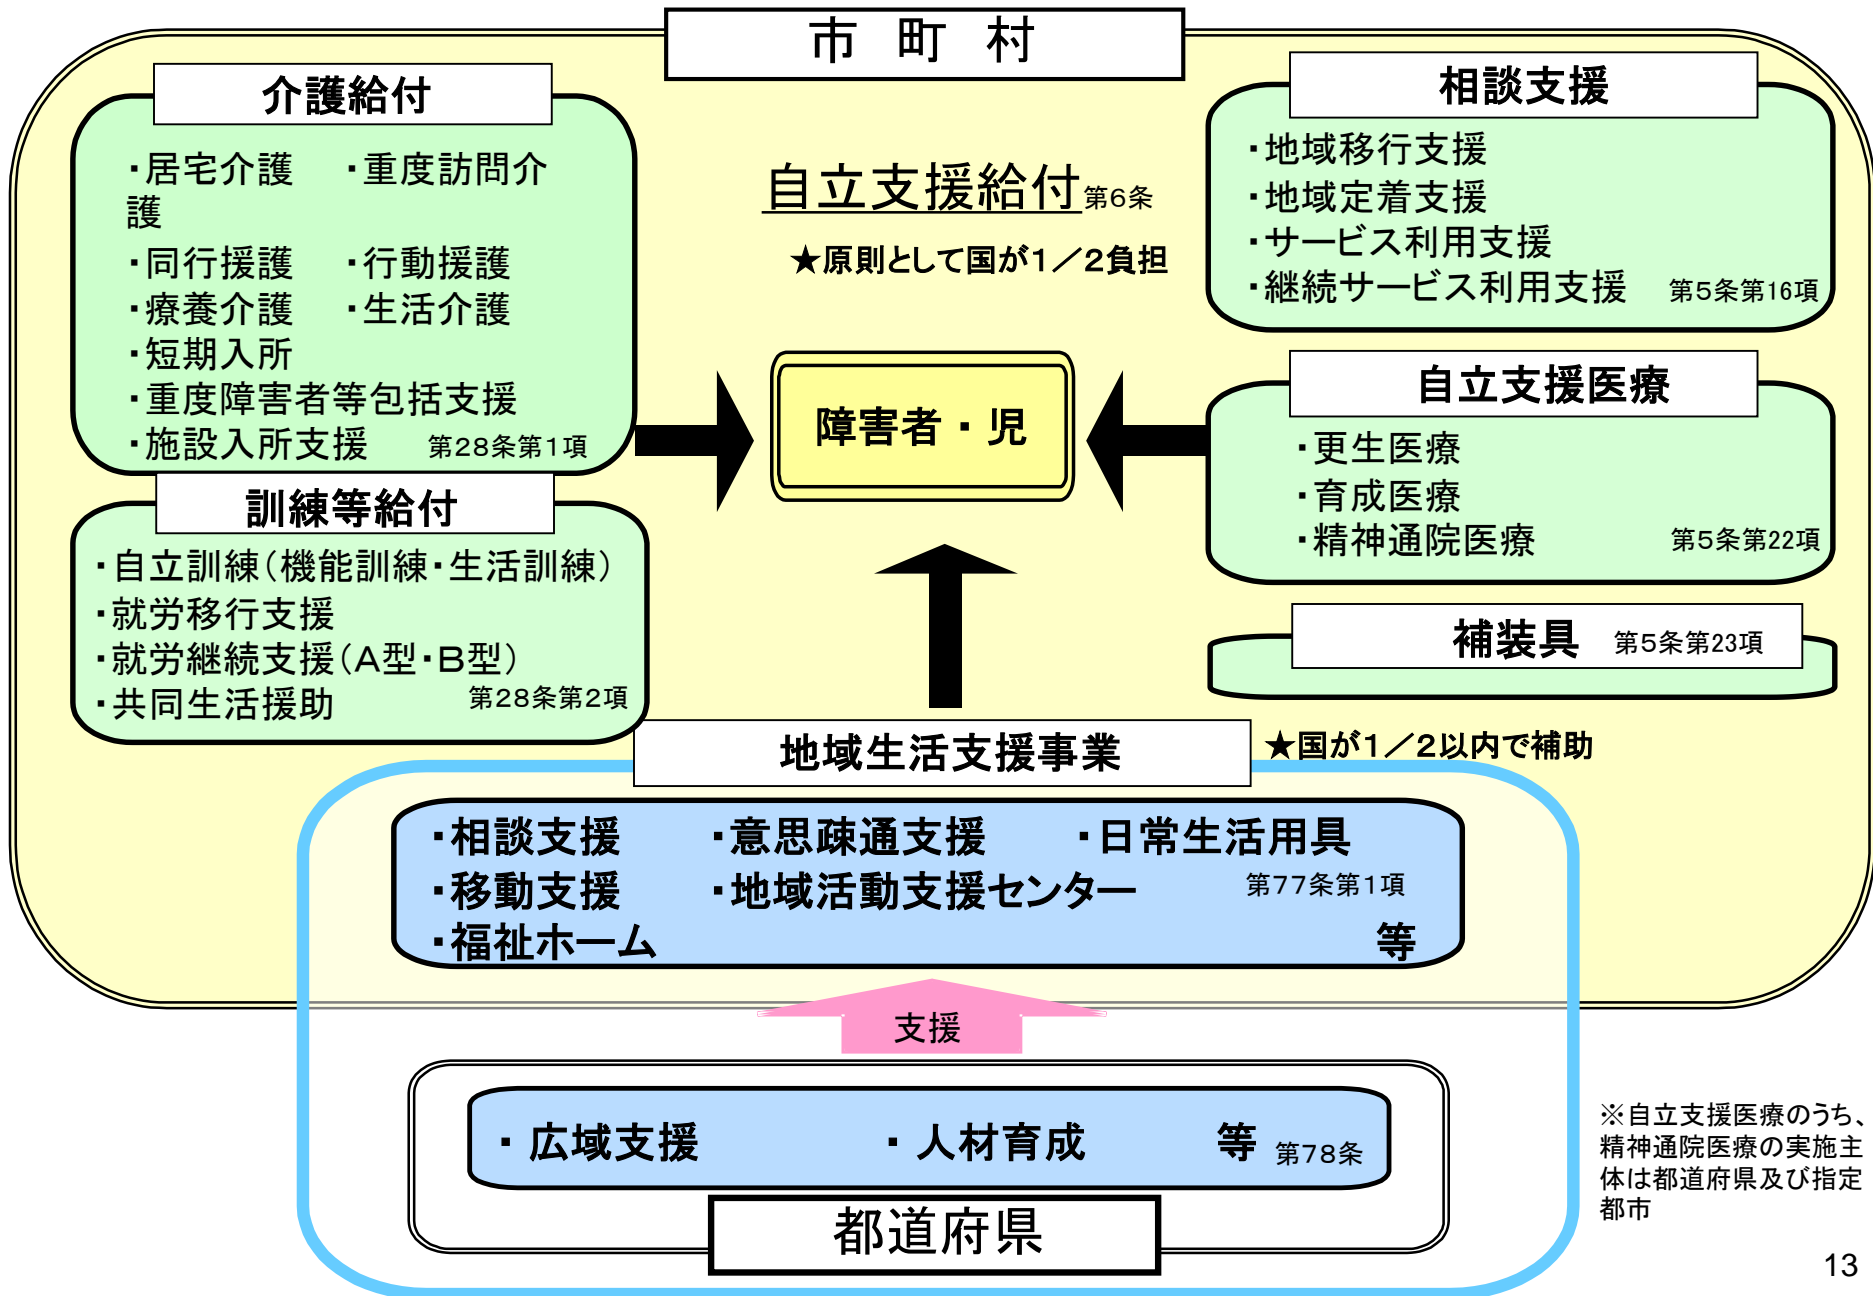 市 町 村
介護給付
・居宅介護 ・重度訪問介
護
・同行援護 ・行動援護
・療養介護 ・生活介護
・短期入所
・重度障害者等包括支援
・施設入所支援 第28条第1項
訓練等給付
・自立訓練(機能訓練・生活訓練)
・就労移行支援
・就労継続支援(A型・B型)
・共同生活援助 第28条第2項
自立支援給付 第6条
★原則として国が1/2負担
障害者・児
相談支援
・地域移行支援
・地域定着支援
・サービス利用支援
・継続サービス利用支援 第5条第16項
自立支援医療
・更生医療
・育成医療
・精神通院医療 第5条第22項
補装具 第5条第23項
地域生活支援事業
★国が1/2以内で補助
・相談支援 ・意思疎通支援 ・日常生活用具
・移動支援 ・地域活動支援センター 第77条第1項
・福祉ホーム 等
支援
・広域支援 ・人材育成 等 第78条
都道府県
※自立支援医療のうち、
精神通院医療の実施主
体は都道府県及び指定
都市
13